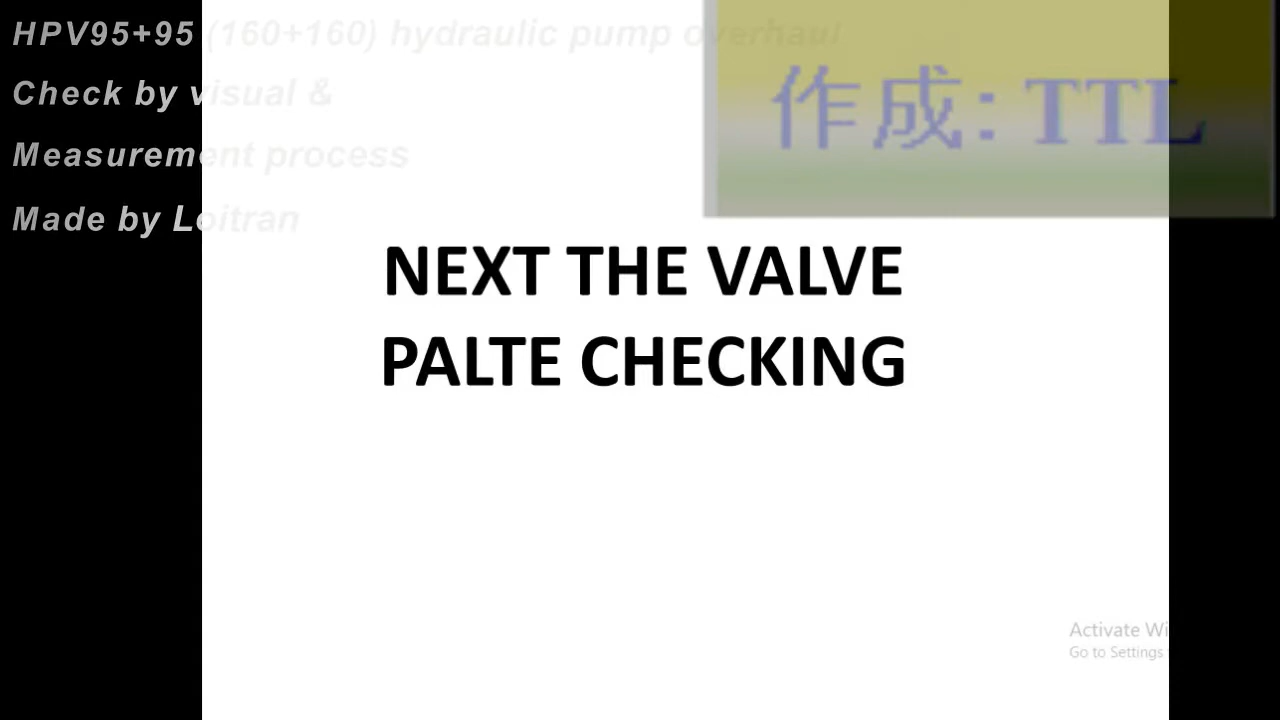 HPV95+95 (160+160) hydraulic pump overhaul
Check by visual &
Measurement process
Made by Loitran
作成: TTL
NEXT THE VALVE
PALTE CHECKING
Activate Wi
Go to Settings